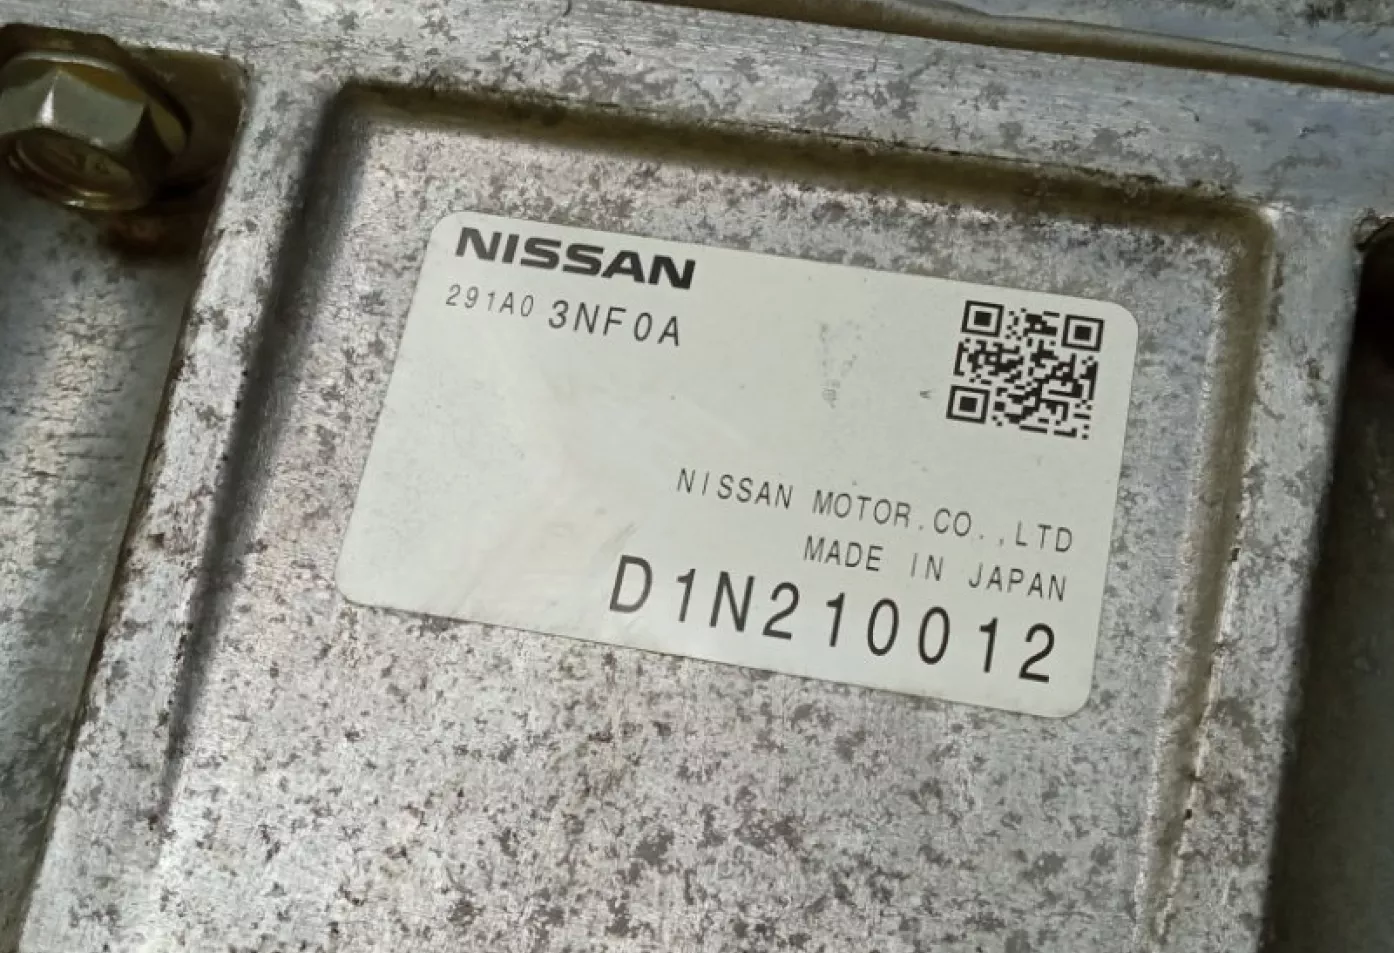 NISSAN
291A0 3NF0A
NISSAN MOTOR.CO.,LTD
MADE IN JAPAN
D1N210012